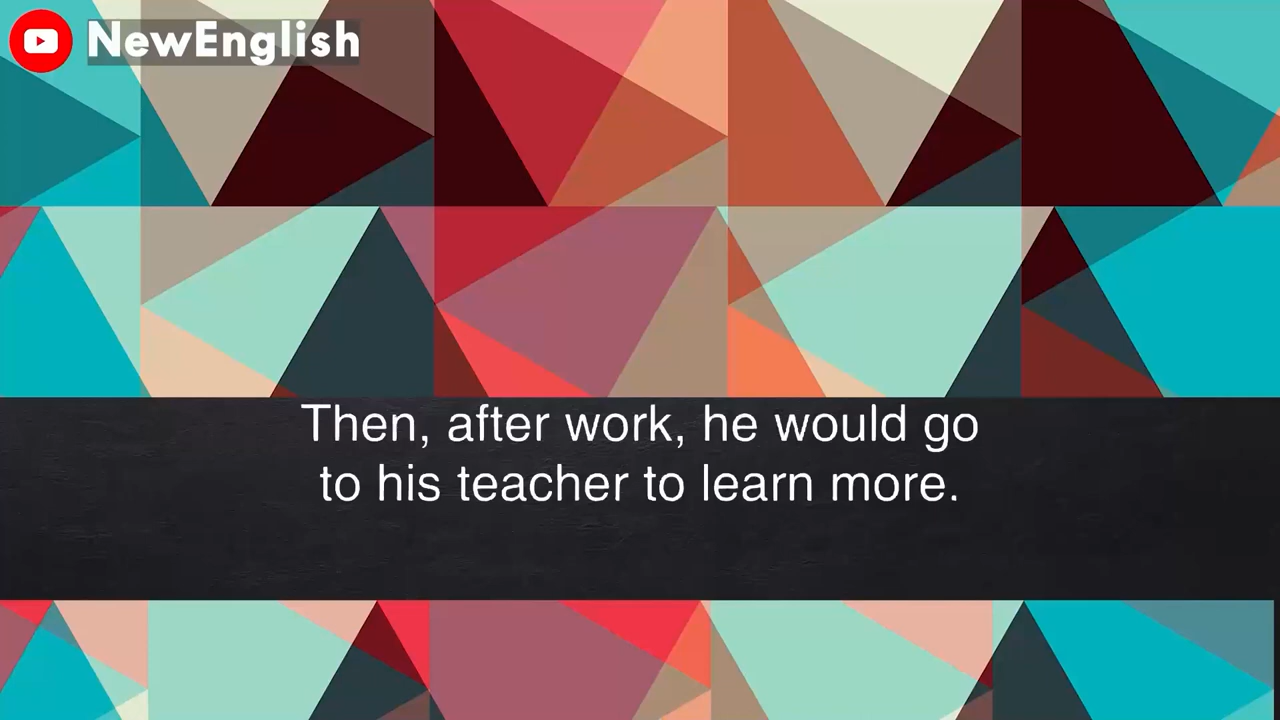 NewEnglish
Then, after work, he would go
to his teacher to learn more.